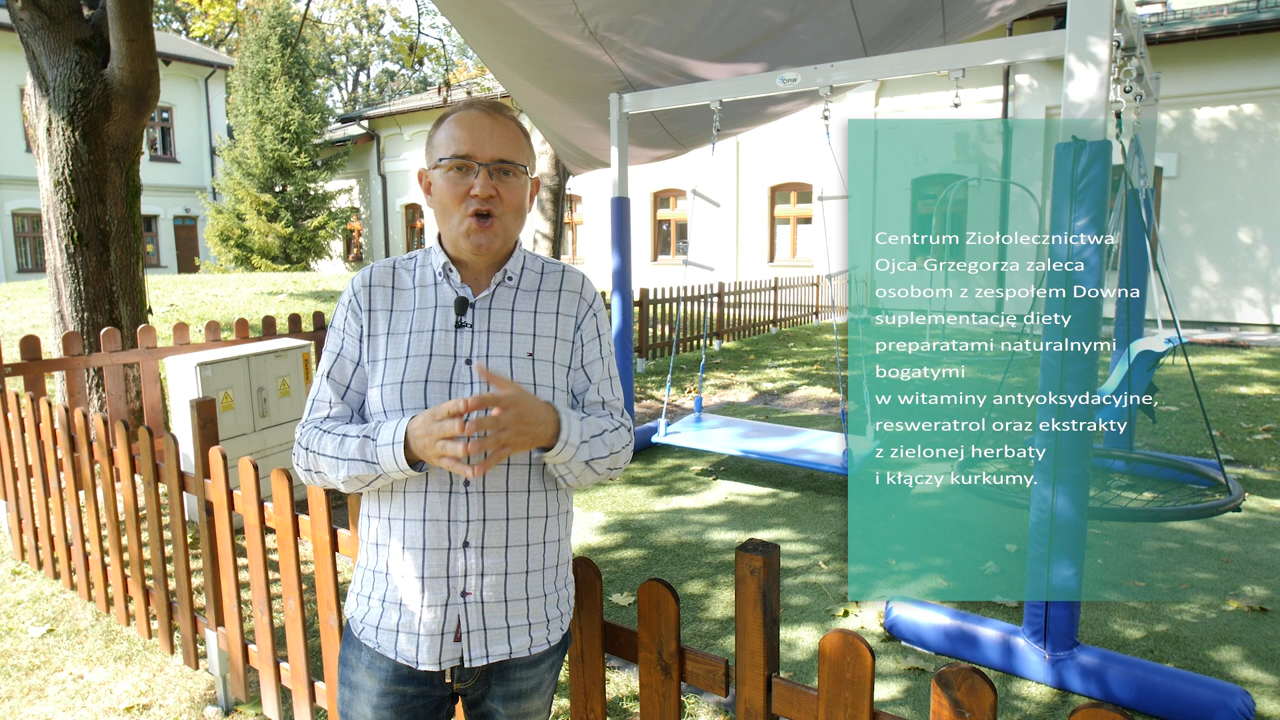 Centrum Ziołolecznictwa
Ojca Grzegorza zaleca
osobom z zespołem Downa
suplementację diety
preparatami naturalnymi
bogatymi
w witaminy antyoksydacyjne,
resweratrol oraz ekstrakty
z zielonej herbaty
i kłączy kurkumy.